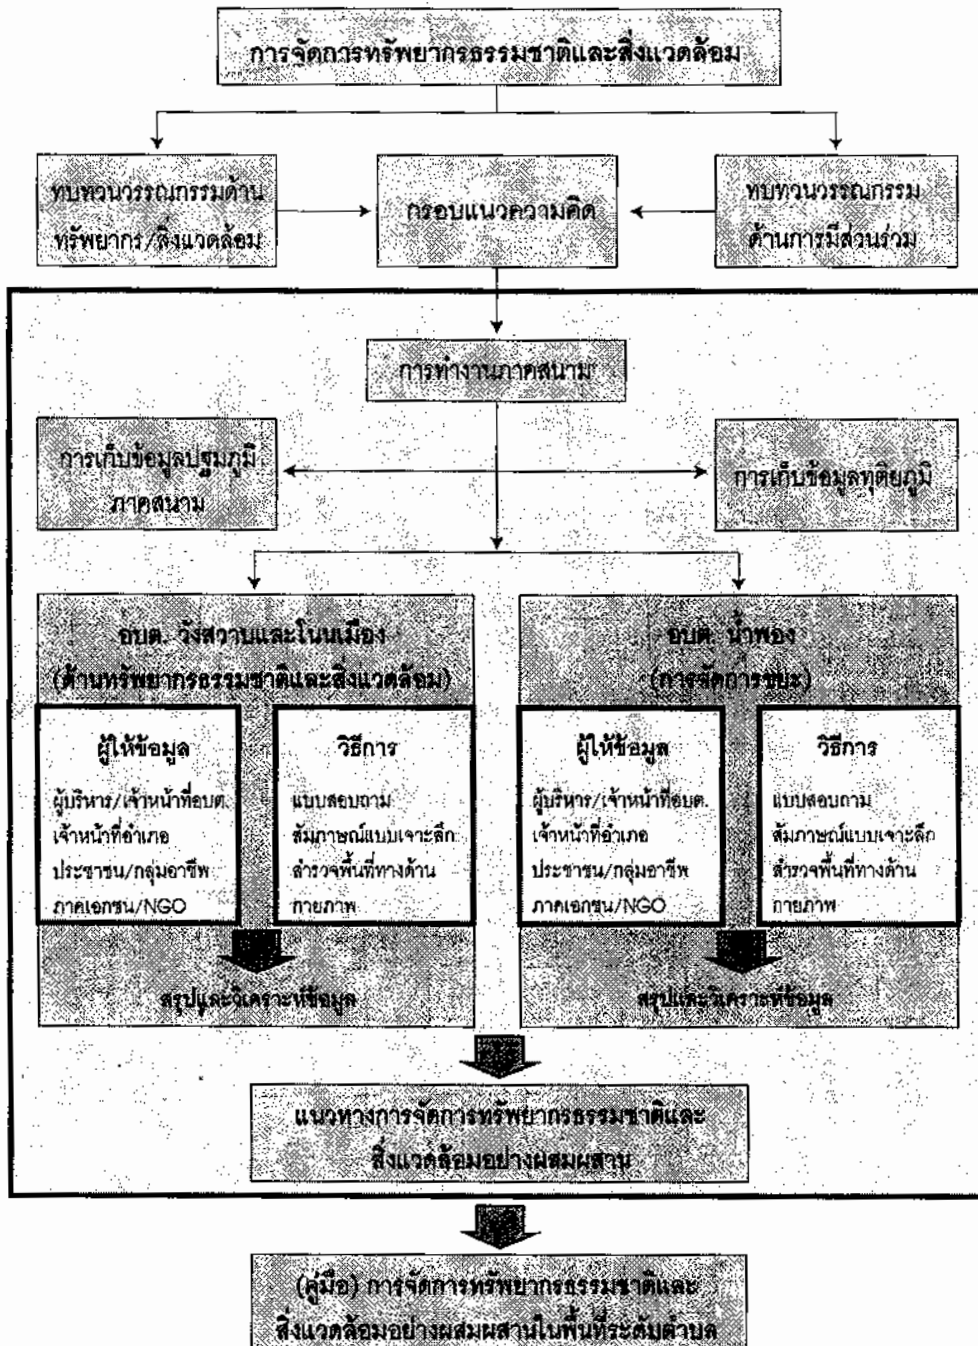 การจัดการทรัพยากรธรรมชาติและสิ่งแวดล้อม
ทบทวนวรรณกรรมด้าน
ทรัพยากร/สิ่งแวดล้อม
กรอบแนวความคิด
ทบทวนวรรณกรรม
ด้านการมีส่วนร่วม
การทำงานภาคสนาม
การเก็บข้อมูลปฐมภูมิ
ภาคสนาม
การเก็บข้อมูลทุติยภูมิ
อบต. วังสวาบและโนนเมือง
(ด้านทรัพยากรธรรมชาติและสิ่งแวดล้อม)
ผู้ให้ข้อมูล
ผู้บริหาร/เจ้าหน้าที่อบต.
เจ้าหน้าที่อำเภอ
ประชาชน/กลุ่มอาชีพ
ภาคเอกชน/NGO
วิธีการ
แบบสอบถาม
สัมภาษณ์แบบเจาะลึก
สำรวจพื้นที่ทางด้าน
กายภาพ
สรุปและวิเคราะห์ข้อมูล
อบต. น้ำพอง
(การจัดการขยะ)
ผู้ให้ข้อมูล
ผู้บริหาร/เจ้าหน้าที่อบต.
เจ้าหน้าที่อำเภอ
ประชาชน/กลุ่มอาชีพ
ภาคเอกชน/NGO
วิธีการ
แบบสอบถาม
สัมภาษณ์แบบเจาะลึก
สำรวจพื้นที่ทางด้าน
กายภาพ
สรุปและวิเคราะห์ข้อมูล
แนวทางการจัดการทรัพยากรธรรมชาติและ
สิ่งแวดล้อมอย่างผสมผสาน
(คู่มือ) การจัดการทรัพยากรธรรมชาติและ
สิ่งแวดล้อมอย่างผสมผสานในพื้นที่ระดับตำบล